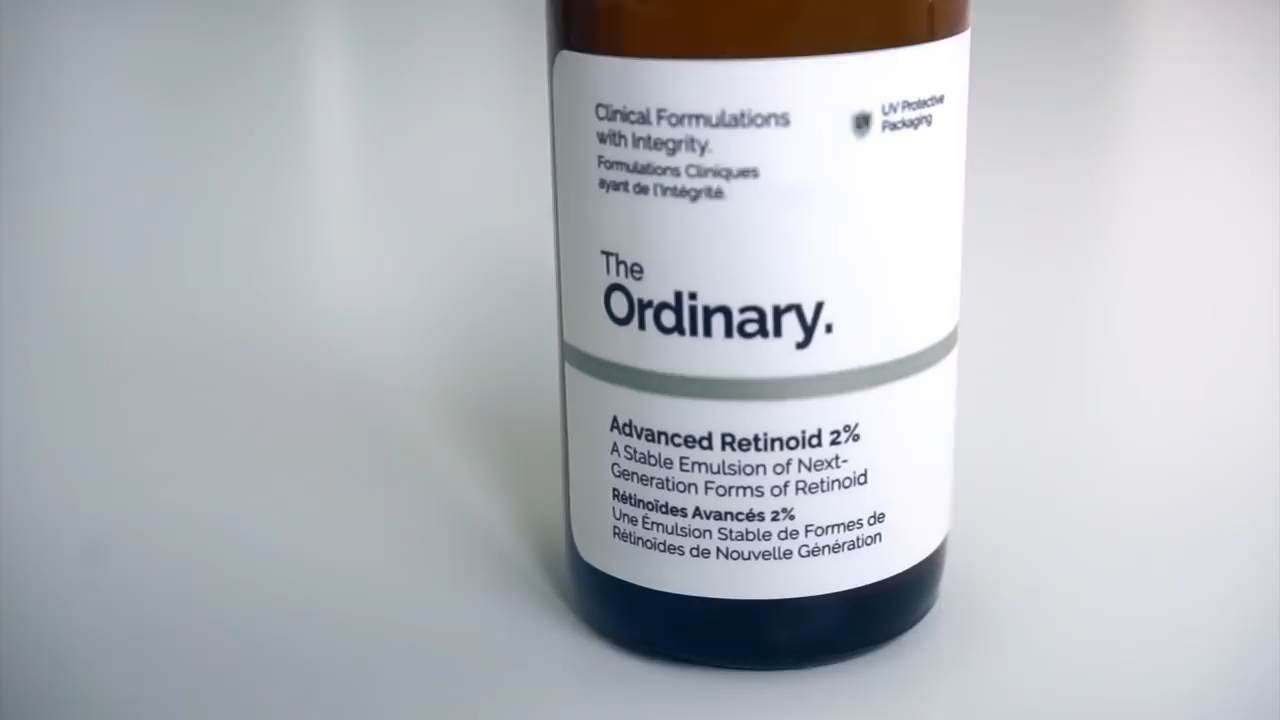 Clinical Formulations
with Integrity.
Formulations Cliniques
ayant de l'Intégrité.
UV Protective
Packaging
The
Ordinary.
Advanced Retinoid 2%
A Stable Emulsion of Next-
Generation Forms of Retinoid
Rétinoïdes Avancés 2%
Une Émulsion Stable de Formes de
Rétinoïdes de Nouvelle Génération